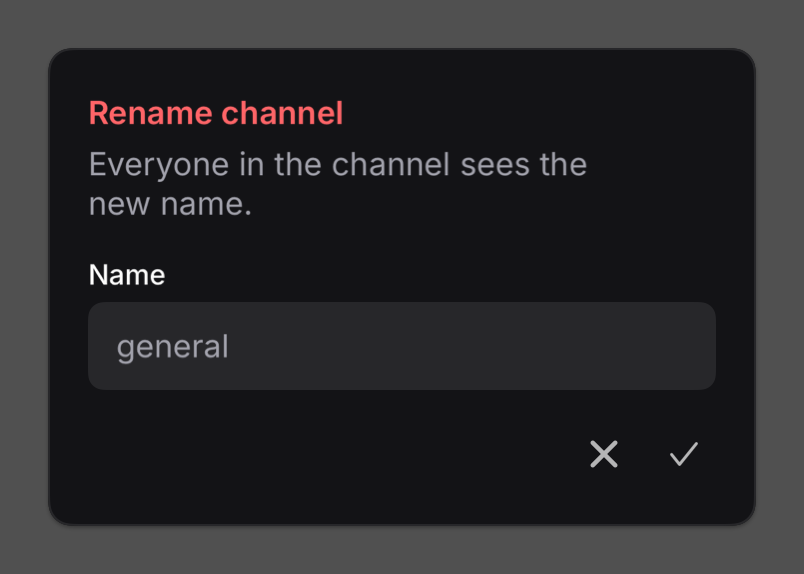 Rename channel
Everyone in the channel sees the
new name.
Name
general